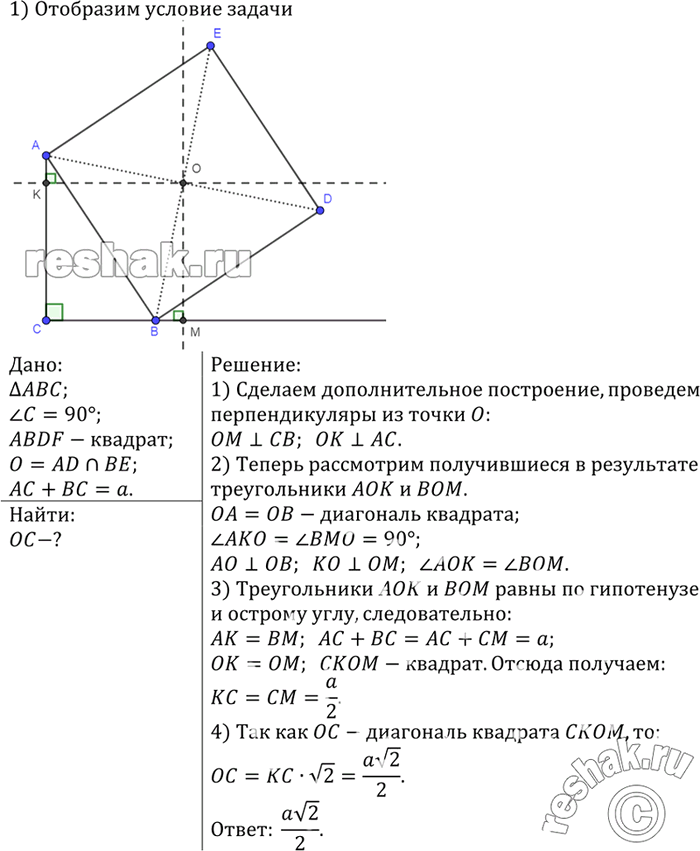 1) Отобразим условие задачи
E
A
O
K
D
reshak.ru
C
B
M
Дано:
ΔABC;
∠C = 90°;
ABDF − квадрат;
O = AD ∩ BE;
AC + BC = a.
Найти:
OC−?
Решение:
1) Сделаем дополнительное построение, проведем
перпендикуляры из точки O:
OM ⊥ CB; OK ⊥ AC.
2) Теперь рассмотрим получившиеся в результате
треугольники AOK и BOM.
OA = OB − диагональ квадрата;
∠AKO = ∠BMO = 90°;
AO ⊥ OB; KO ⊥ OM; ∠AOK = ∠BOM.
3) Треугольники AOK и BOM равны по гипотенузе
и острому углу, следовательно:
AK = BM; AC + BC = AC + CM = a;
OK = OM; CKOM − квадрат. Отсюда получаем:
KC = CM = a/2.
4) Так как OC − диагональ квадрата CKOM, то:
OC = KC · √2 = a√2/2.
Ответ: a√2/2.
reshak.ru
©